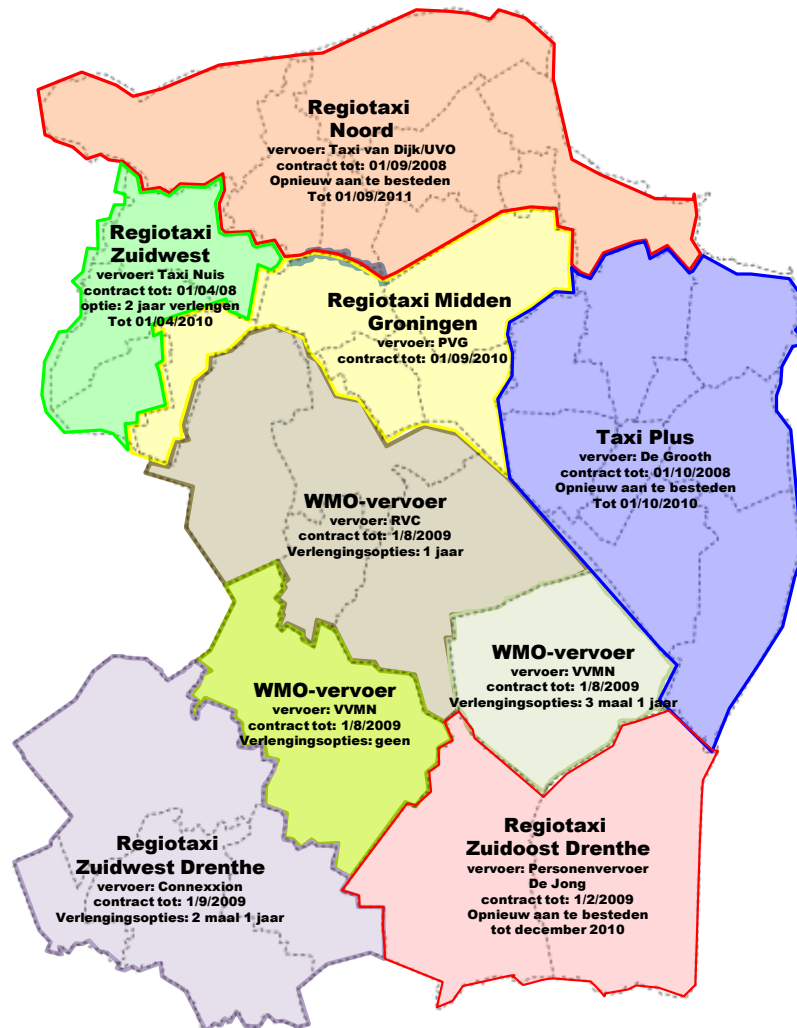 Regiotaxi
Noord
vervoer: Taxi van Dijk/UVO
contract tot: 01/09/2008
Opnieuw aan te besteden
Tot 01/09/2011
Regiotaxi
Zuidwest
vervoer: Taxi Nuis
contract tot: 01/04/08
optie: 2 jaar verlengen
Tot 01/04/2010
Regiotaxi Midden
Groningen
vervoer: PVG
contract tot: 01/09/2010
Taxi Plus
vervoer: De Grooth
contract tot: 01/10/2008
Opnieuw aan te besteden
Tot 01/10/2010
WMO-vervoer
vervoer: RVC
contract tot: 1/8/2009
Verlengingsopties: 1 jaar
WMO-vervoer
vervoer: VVMN
contract tot: 1/8/2009
Verlengingsopties: 3 maal 1 jaar
WMO-vervoer
vervoer: VVMN
contract tot: 1/8/2009
Verlengingsopties: geen
Regiotaxi
Zuidwest Drenthe
vervoer: Connexxion
contract tot: 1/9/2009
Verlengingsopties: 2 maal 1 jaar
Regiotaxi
Zuidoost Drenthe
vervoer: Personenvervoer
De Jong
contract tot: 1/2/2009
Opnieuw aan te besteden
tot december 2010